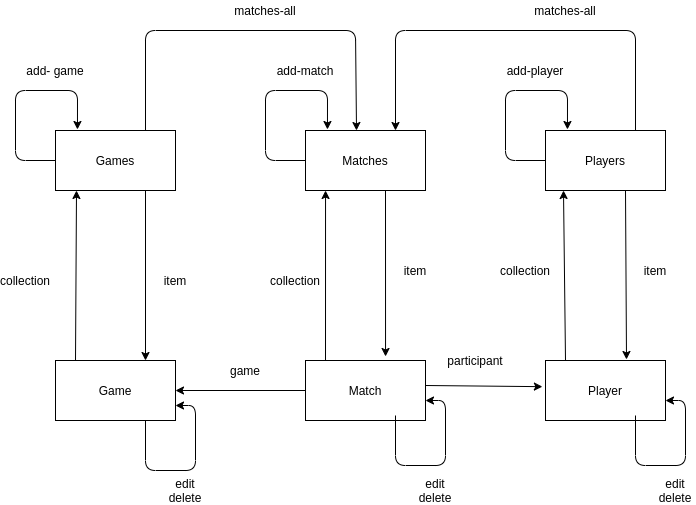 matches-all
matches-all
add- game
add-match
add-player
Games
Matches
Players
collection
item
collection
item
collection
item
game
participant
Game
Match
Player
edit
delete
edit
delete
edit
delete